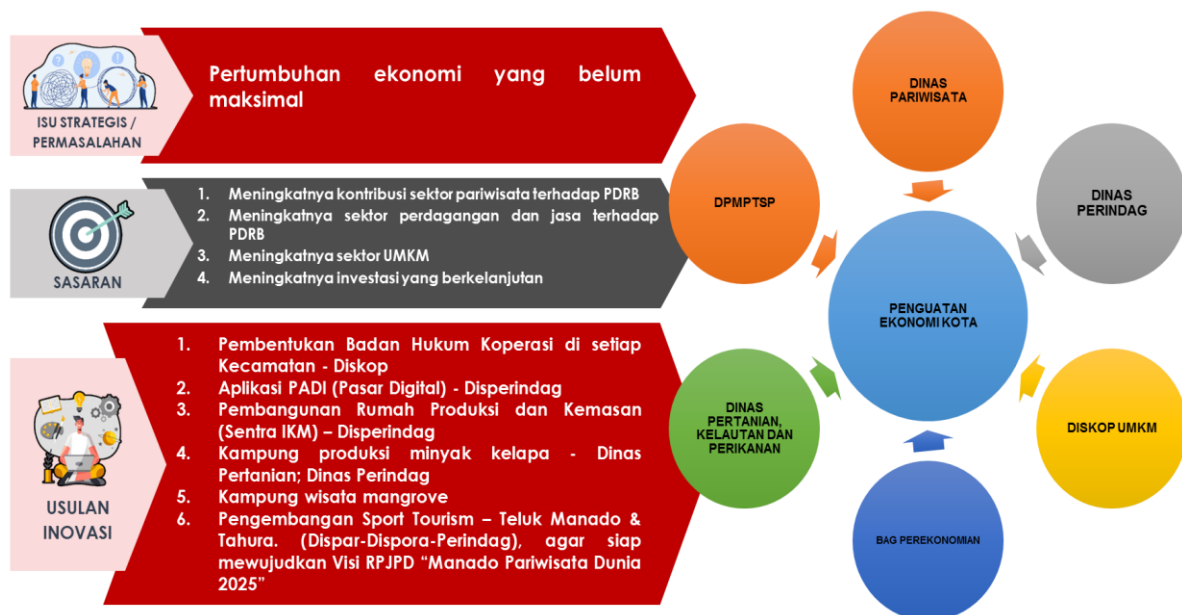 ISU STRATEGIS /
PERMASALAHAN
Pertumbuhan ekonomi yang belum
maksimal
SASARAN
1. Meningkatnya kontribusi sektor pariwisata terhadap PDRB
2. Meningkatnya sektor perdagangan dan jasa terhadap
PDRB
3. Meningkatnya sektor UMKM
4. Meningkatnya investasi yang berkelanjutan
USULAN
INOVASI
1. Pembentukan Badan Hukum Koperasi di setiap
Kecamatan - Diskop
2. Aplikasi PADI (Pasar Digital) - Disperindag
3. Pembangunan Rumah Produksi dan Kemasan
(Sentra IKM) – Disperindag
4. Kampung produksi minyak kelapa - Dinas
Pertanian; Dinas Perindag
5. Kampung wisata mangrove
6. Pengembangan Sport Tourism – Teluk Manado &
Tahura. (Dispar-Dispora-Perindag), agar siap
mewujudkan Visi RPJPD “Manado Pariwisata Dunia
2025”
DINAS
PARIWISATA
DPMPTSP
DINAS
PERINDAG
PENGUATAN
EKONOMI KOTA
DINAS
PERTANIAN,
KELAUTAN DAN
PERIKANAN
DISKOP UMKM
BAG PEREKONOMIAN